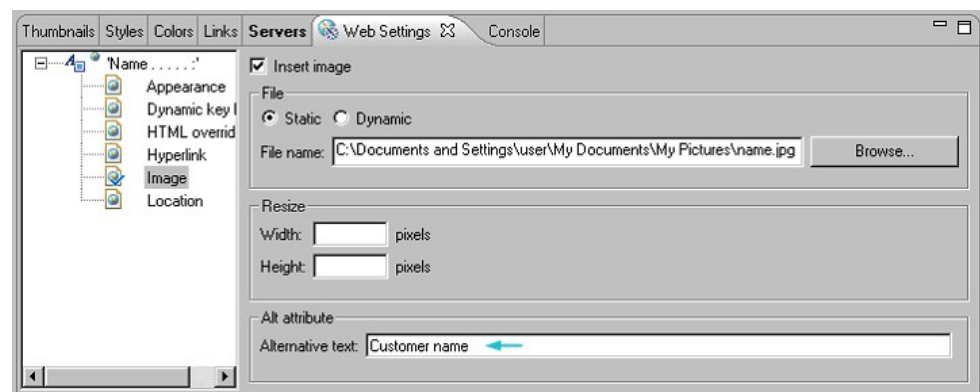 Thumbnails Styles Colors Links Servers Web Settings Console
'Name . . . . . :'
Appearance
Dynamic key l
HTML overrid
Hyperlink
Image
Location
Insert image
File
Static Dynamic
File name: C:\Documents and Settings\user\My Documents\My Pictures\name.jpg Browse...
Resize
Width: pixels
Height: pixels
Alt attribute
Alternative text: Customer name